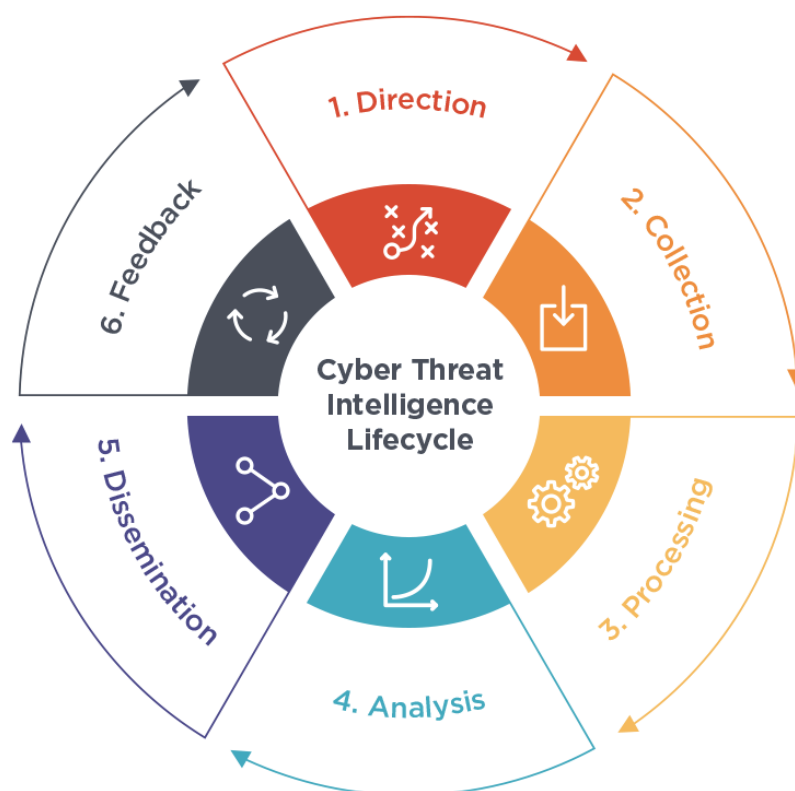 1. Direction
2. Collection
3. Processing
4. Analysis
5. Dissemination
6. Feedback
Cyber Threat
Intelligence
Lifecycle